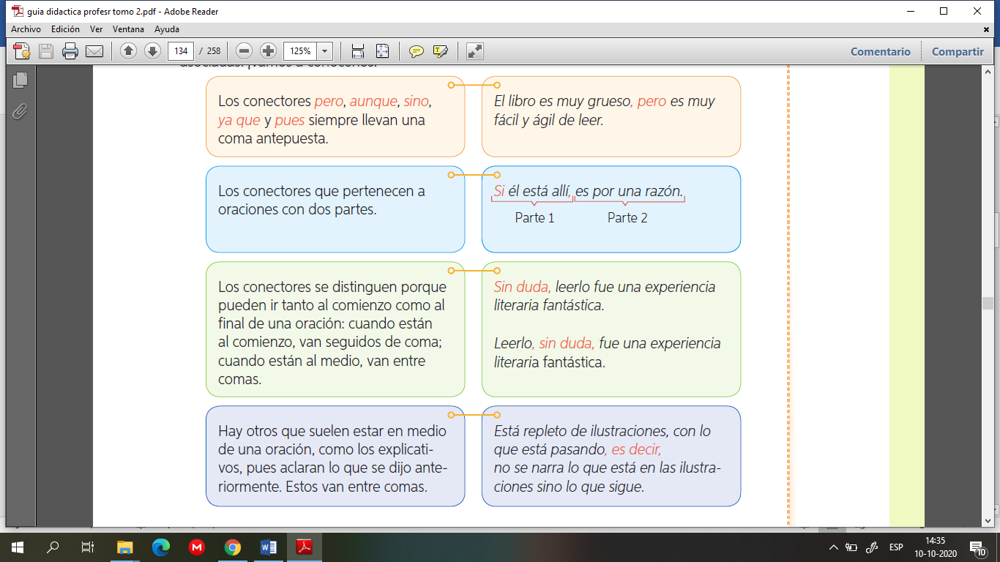 guia didactica profesr tomo 2.pdf - Adobe Reader
Archivo Edición Ver Ventana Ayuda
134 / 258 125% Comentario Compartir
asociadas. ¡Vamos a conocerlos!
Los conectores pero, aunque, sino,
ya que y pues siempre llevan una
coma antepuesta.
El libro es muy grueso, pero es muy
fácil y ágil de leer.
Los conectores que pertenecen a
oraciones con dos partes.
Si él está allí, es por una razón.
Parte 1 Parte 2
Los conectores se distinguen porque
pueden ir tanto al comienzo como al
final de una oración: cuando están
al comienzo, van seguidos de coma;
cuando están al medio, van entre
comas.
Sin duda, leerlo fue una experiencia
literaria fantástica.
Leerlo, sin duda, fue una experiencia
literaria fantástica.
Hay otros que suelen estar en medio
de una oración, como los explicati-
vos, pues aclaran lo que se dijo ante-
riormente. Estos van entre comas.
Está repleto de ilustraciones, con lo
que está pasando, es decir,
no se narra lo que está en las ilustra-
ciones sino lo que sigue.
ESP
14:35
10-10-2020
10